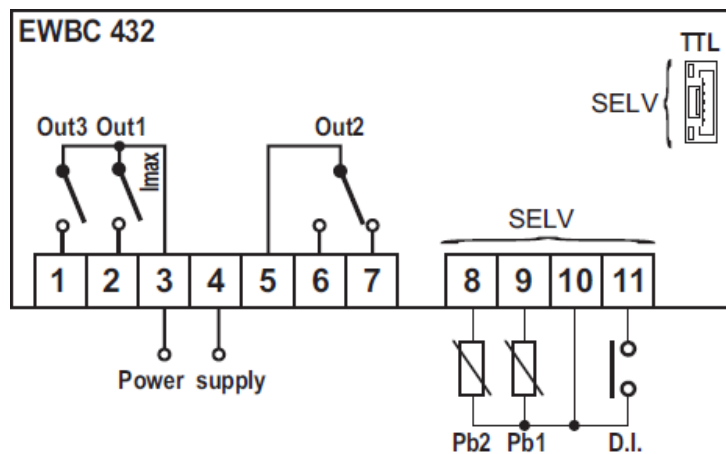 EWBC 432
TTL
SELV
Out3 Out1 Out2
Imax
SELV
1 2 3 4 5 6 7 8 9 10 11
Power supply
Pb2 Pb1 D.I.